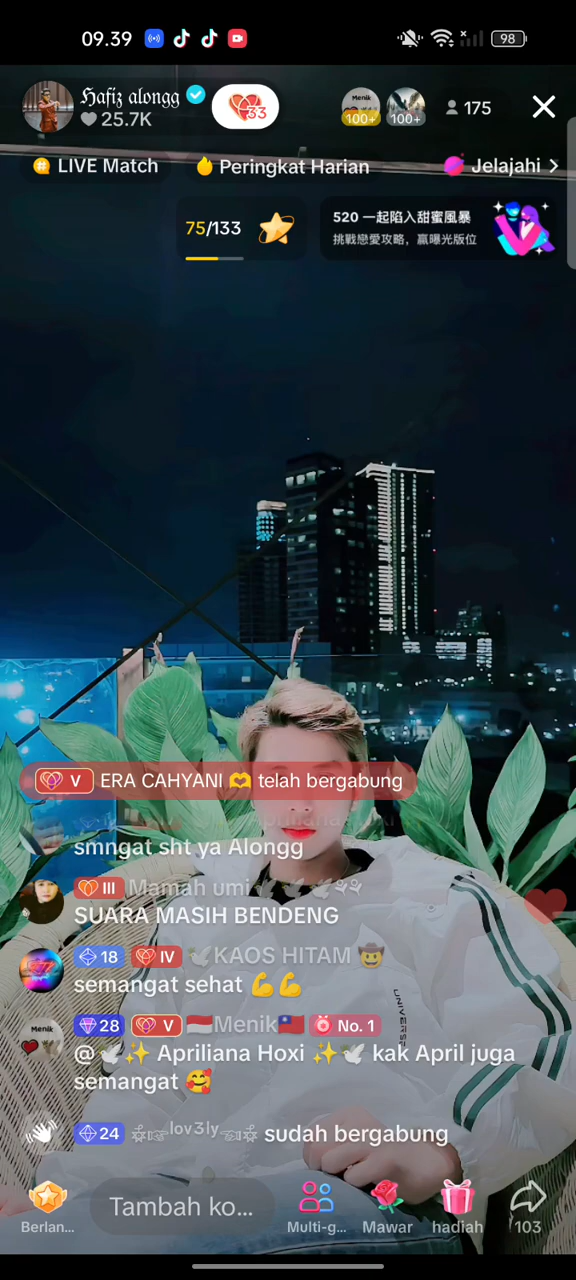 09.39
98
Hafiz alongg
25.7K
33
Menik
100+
100+
175
LIVE Match
Peringkat Harian
Jelajahi
75/133
520 一起陷入甜蜜風暴
挑戰戀愛攻略，贏曝光版位
V ERA CAHYANI 🫶 telah bergabung
smngat sht ya Alongg
III Mamah umi 🕊️🕊️🕊️
SUARA MASIH BENDENG
18 IV 🕊️KAOS HITAM 🤠
semangat sehat 💪💪
Menik
28 V 🇮🇩Menik🇹🇼 No. 1
@🕊️✨ Apriliana Hoxi ✨🕊️ kak April juga
semangat 🥰
24 lov3ly sudah bergabung
UNIVERSE
Berlan...
Tambah ko...
Multi-g...
Mawar
hadiah
103